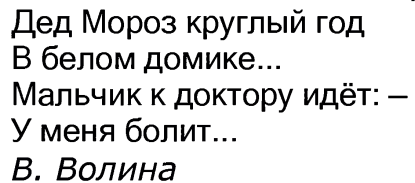 Дед Мороз круглый год
В белом домике...
Мальчик к доктору идёт: –
У меня болит...
В. Волина